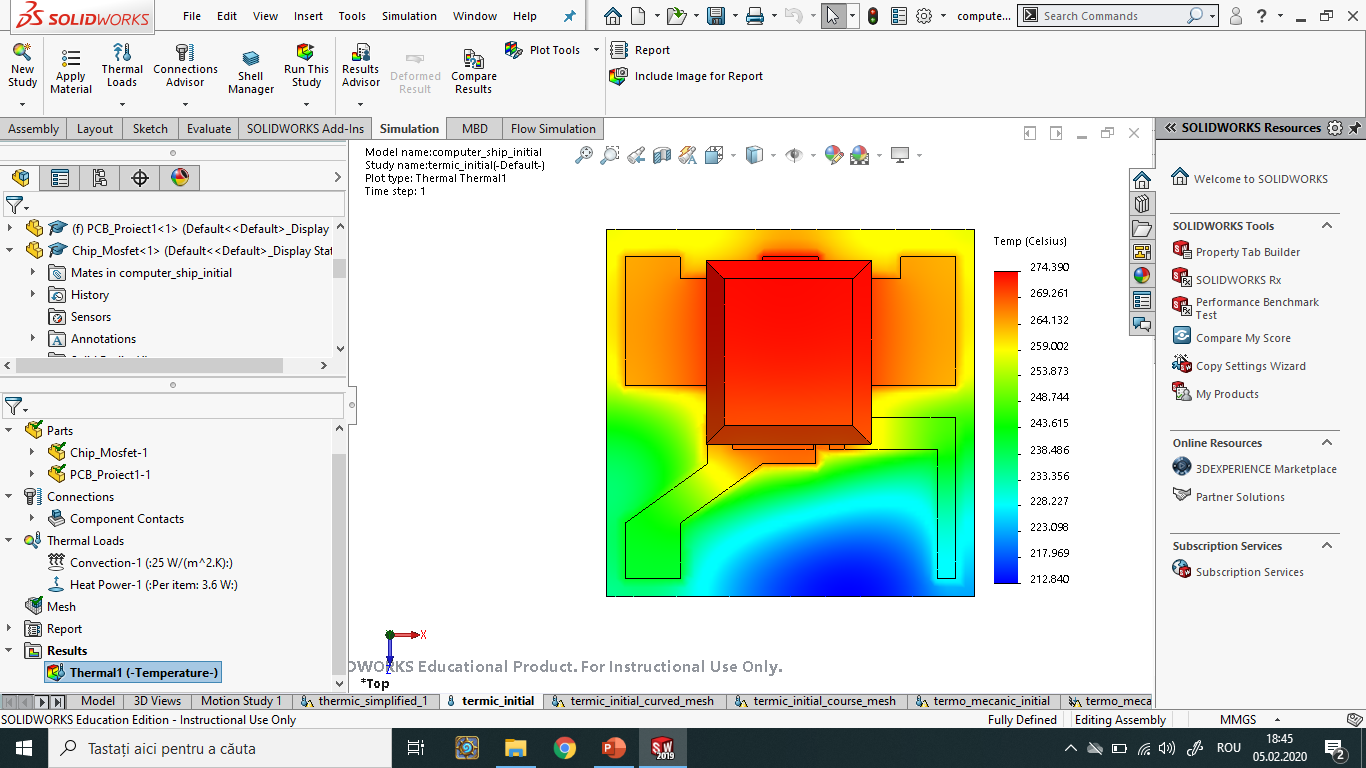 SOLIDWORKS
File Edit View Insert Tools Simulation Window Help
compute...
Search Commands
New Study
Apply Material
Thermal Loads
Connections Advisor
Shell Manager
Run This Study
Results Advisor
Deformed Result
Compare Results
Plot Tools
Report
Include Image for Report
Assembly Layout Sketch Evaluate SOLIDWORKS Add-Ins Simulation MBD Flow Simulation
(f) PCB_Proiect1<1> (Default<<Default>_Display
Chip_Mosfet<1> (Default<<Default>_Display Stat
Mates in computer_ship_initial
History
Sensors
Annotations
Parts
Chip_Mosfet-1
PCB_Proiect1-1
Connections
Component Contacts
Thermal Loads
Convection-1 (:25 W/(m^2.K):)
Heat Power-1 (:Per item: 3.6 W:)
Mesh
Report
Results
Thermal1 (-Temperature-)
Model name:computer_ship_initial
Study name:termic_initial(-Default-)
Plot type: Thermal Thermal1
Time step: 1
Temp (Celsius)
274.390
269.261
264.132
259.002
253.873
248.744
243.615
238.486
233.356
228.227
223.098
217.969
212.840
X
Z
DWORKS Educational Product. For Instructional Use Only.
*Top
SOLIDWORKS Resources
Welcome to SOLIDWORKS
SOLIDWORKS Tools
Property Tab Builder
SOLIDWORKS Rx
Performance Benchmark
Test
Compare My Score
Copy Settings Wizard
My Products
Online Resources
3DEXPERIENCE Marketplace
Partner Solutions
Subscription Services
Subscription Services
Model 3D Views Motion Study 1 thermic_simplified_1 termic_initial termic_initial_curved_mesh termic_initial_course_mesh termo_mecanic_initial termo_meca
SOLIDWORKS Education Edition - Instructional Use Only
Fully Defined Editing Assembly MMGS
Tastați aici pentru a căuta
SW 2019
ROU
18:45
05.02.2020
2